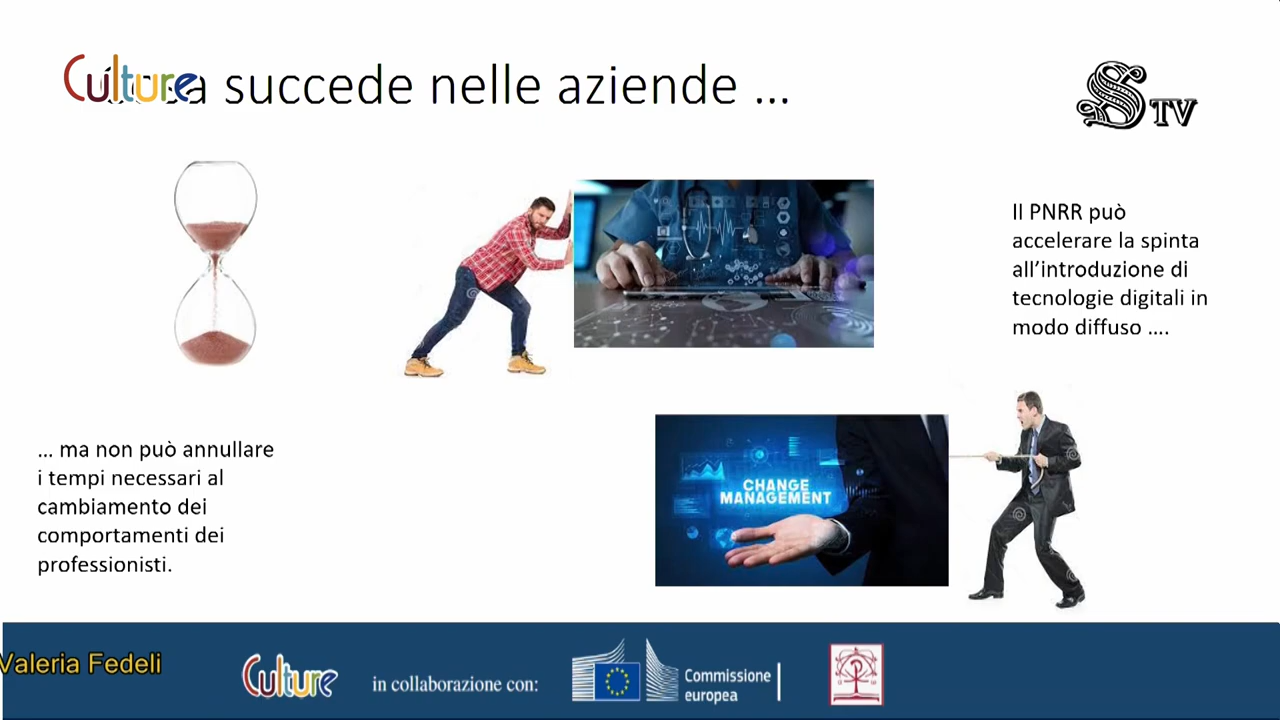 Culture
a succede nelle aziende ...
S TV
Il PNRR può
accelerare la spinta
all’introduzione di
tecnologie digitali in
modo diffuso ....
... ma non può annullare
i tempi necessari al
cambiamento dei
comportamenti dei
professionisti.
CHANGE
MANAGEMENT
Valeria Fedeli
Culture
in collaborazione con:
Commissione
europea